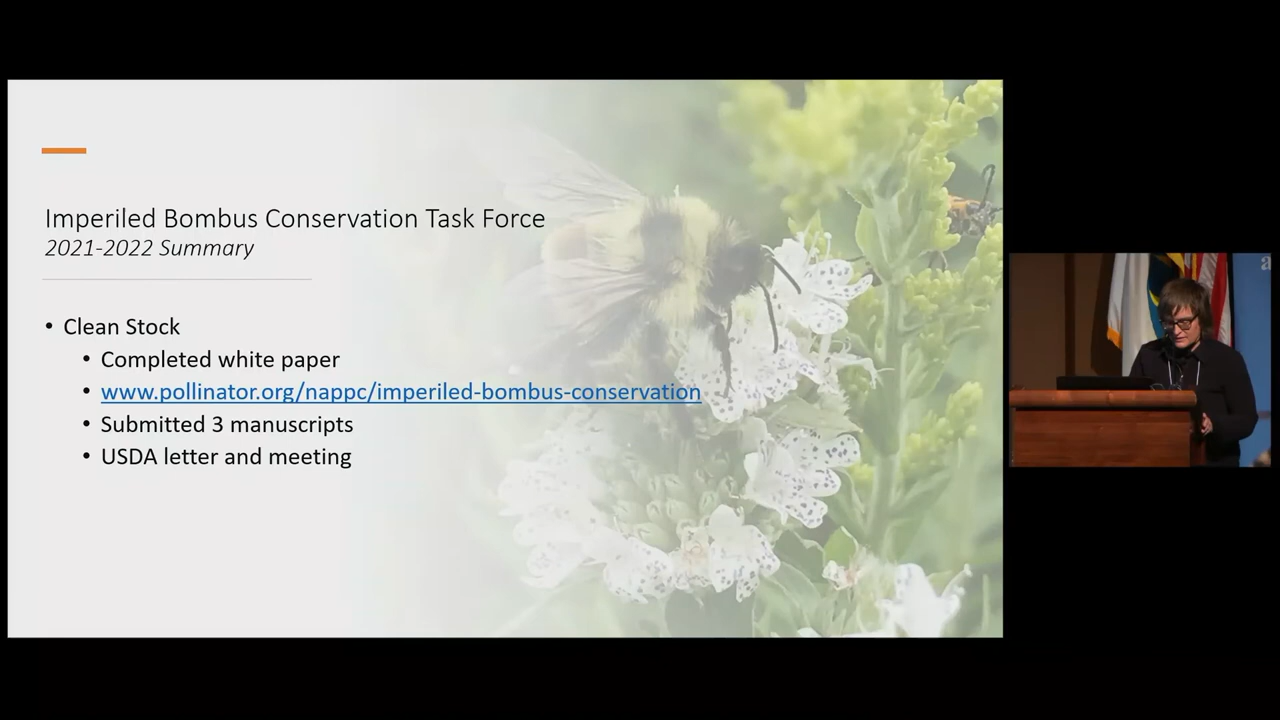 Imperiled Bombus Conservation Task Force
2021-2022 Summary
• Clean Stock
• Completed white paper
• www.pollinator.org/nappc/imperiled-bombus-conservation
• Submitted 3 manuscripts
• USDA letter and meeting